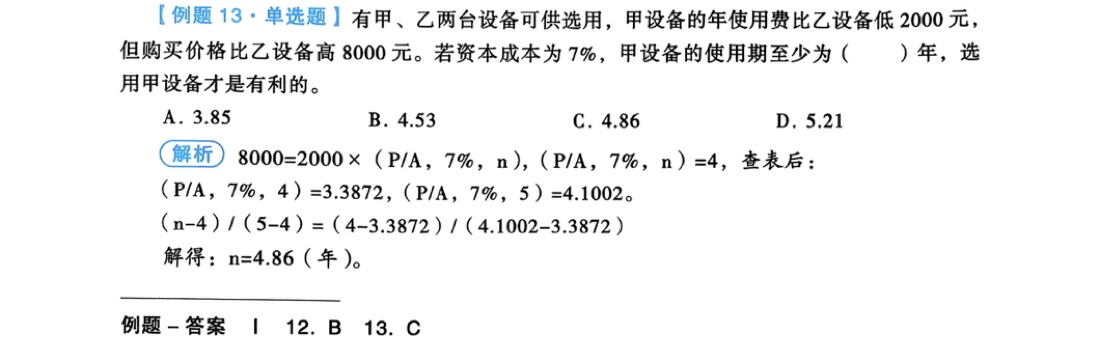 【例题 13·单选题】有甲、乙两台设备可供选用，甲设备的年使用费比乙设备低 2000 元，
但购买价格比乙设备高 8000 元。若资本成本为 7%，甲设备的使用期至少为（　　）年，选
用甲设备才是有利的。
A. 3.85　B. 4.53　C. 4.86　D. 5.21
解析 8000=2000×（P/A，7%，n），（P/A，7%，n）=4，查表后：
（P/A，7%，4）=3.3872，（P/A，7%，5）=4.1002。
（n-4）/（5-4）=（4-3.3872）/（4.1002-3.3872）
解得：n=4.86（年）。
例题-答案 | 12. B 13. C